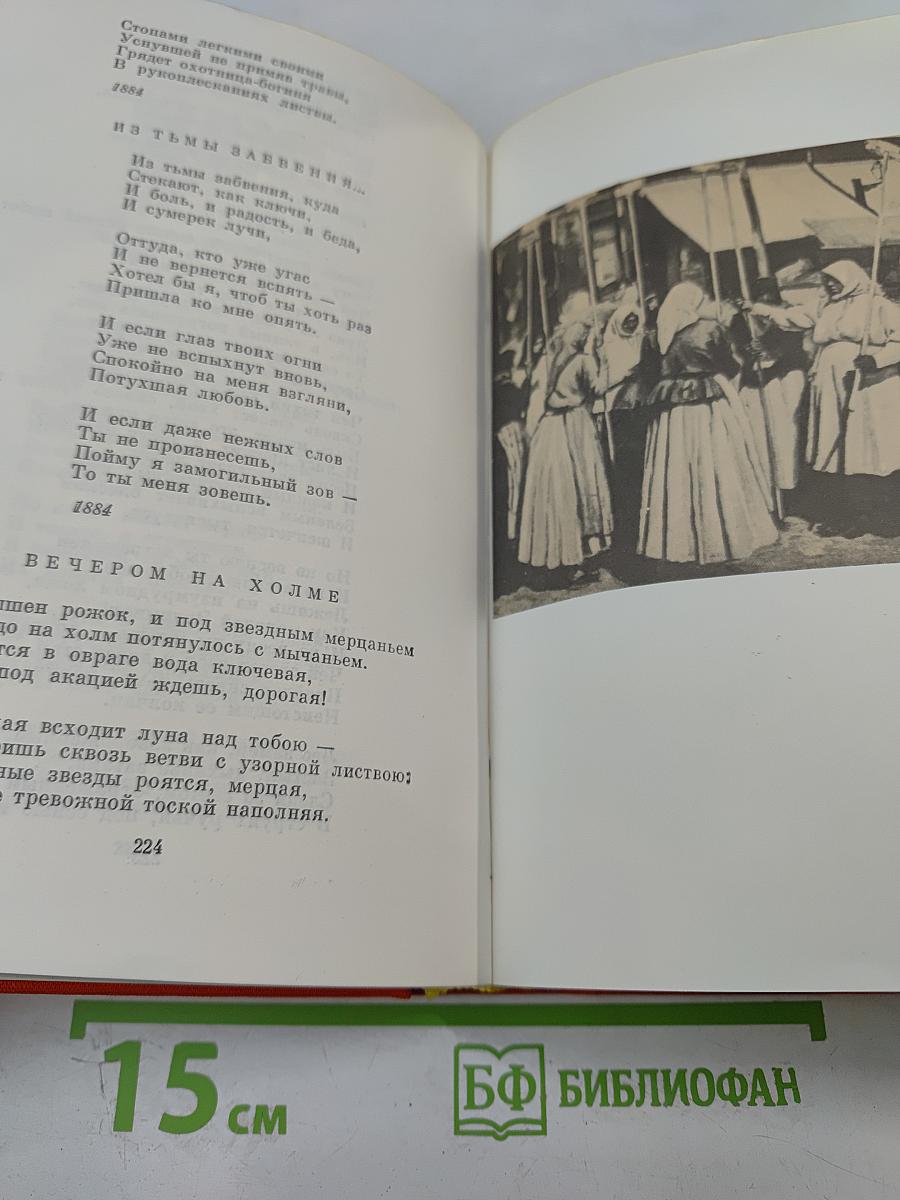 Стопами легкими своими
Уснувшей не примяв травы,
Грядет охотница-богиня
В рукоплесканиях листвы.
1884
ИЗ ТЬМЫ ЗАБВЕНИЯ...
Из тьмы забвения, куда
Стекают, как ключи,
И боль, и радость, и беда,
И сумерек лучи,
Оттуда, кто уже угас
И не вернется вспять —
Хотел бы я, чтоб ты хоть раз
Пришла ко мне опять.
И если глаз твоих огни
Уже не вспыхнут вновь,
Спокойно на меня взгляни,
Потухшая любовь.
И если даже нежных слов
Ты не произнесешь,
Пойму я замогильный зов —
То ты меня зовешь.
1884
ВЕЧЕРОМ НА ХОЛМЕ
шен рожок, и под звездным мерцаньем
до на холм потянулось с мычаньем.
тся в овраге вода ключевая,
под акацией ждешь, дорогая!
ая всходит луна над тобою —
ришь сквозь ветви с узорной листвою:
ные звезды роятся, мерцая,
е тревожной тоской наполняя.
224
15 см
БФ БИБЛИОФАН